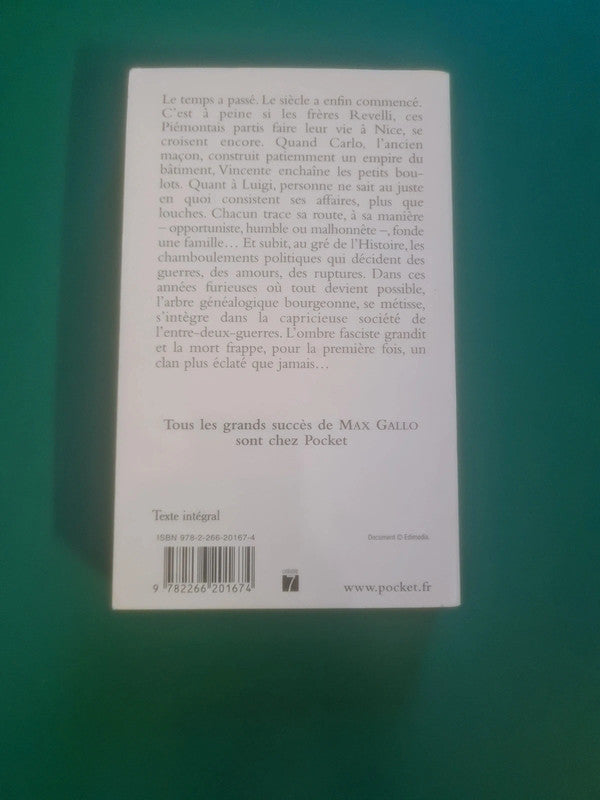 Le temps a passé. Le siècle a enfin commencé.
C'est à peine si les frères Revelli, ces
Piémontais partis faire leur vie à Nice, se
croisent encore. Quand Carlo, l'ancien
maçon, construit patiemment un empire du
bâtiment, Vincente enchaîne les petits bou-
lots. Quant à Luigi, personne ne sait au juste
en quoi consistent ses affaires, plus que
louches. Chacun trace sa route, à sa manière
– opportuniste, humble ou malhonnête –, fonde
une famille… Et subit, au gré de l'Histoire, les
chamboulements politiques qui décident des
guerres, des amours, des ruptures. Dans ces
années furieuses où tout devient possible,
l'arbre généalogique bourgeonne, se métisse,
s'intègre dans la capricieuse société de
l'entre-deux-guerres. L'ombre fasciste grandit
et la mort frappe, pour la première fois, un
clan plus éclaté que jamais…
Tous les grands succès de MAX GALLO
sont chez Pocket
Texte intégral
ISBN 978-2-266-20167-4
Document © Edimedia.
9 782266 201674
CATÉGORIE
7
www.pocket.fr